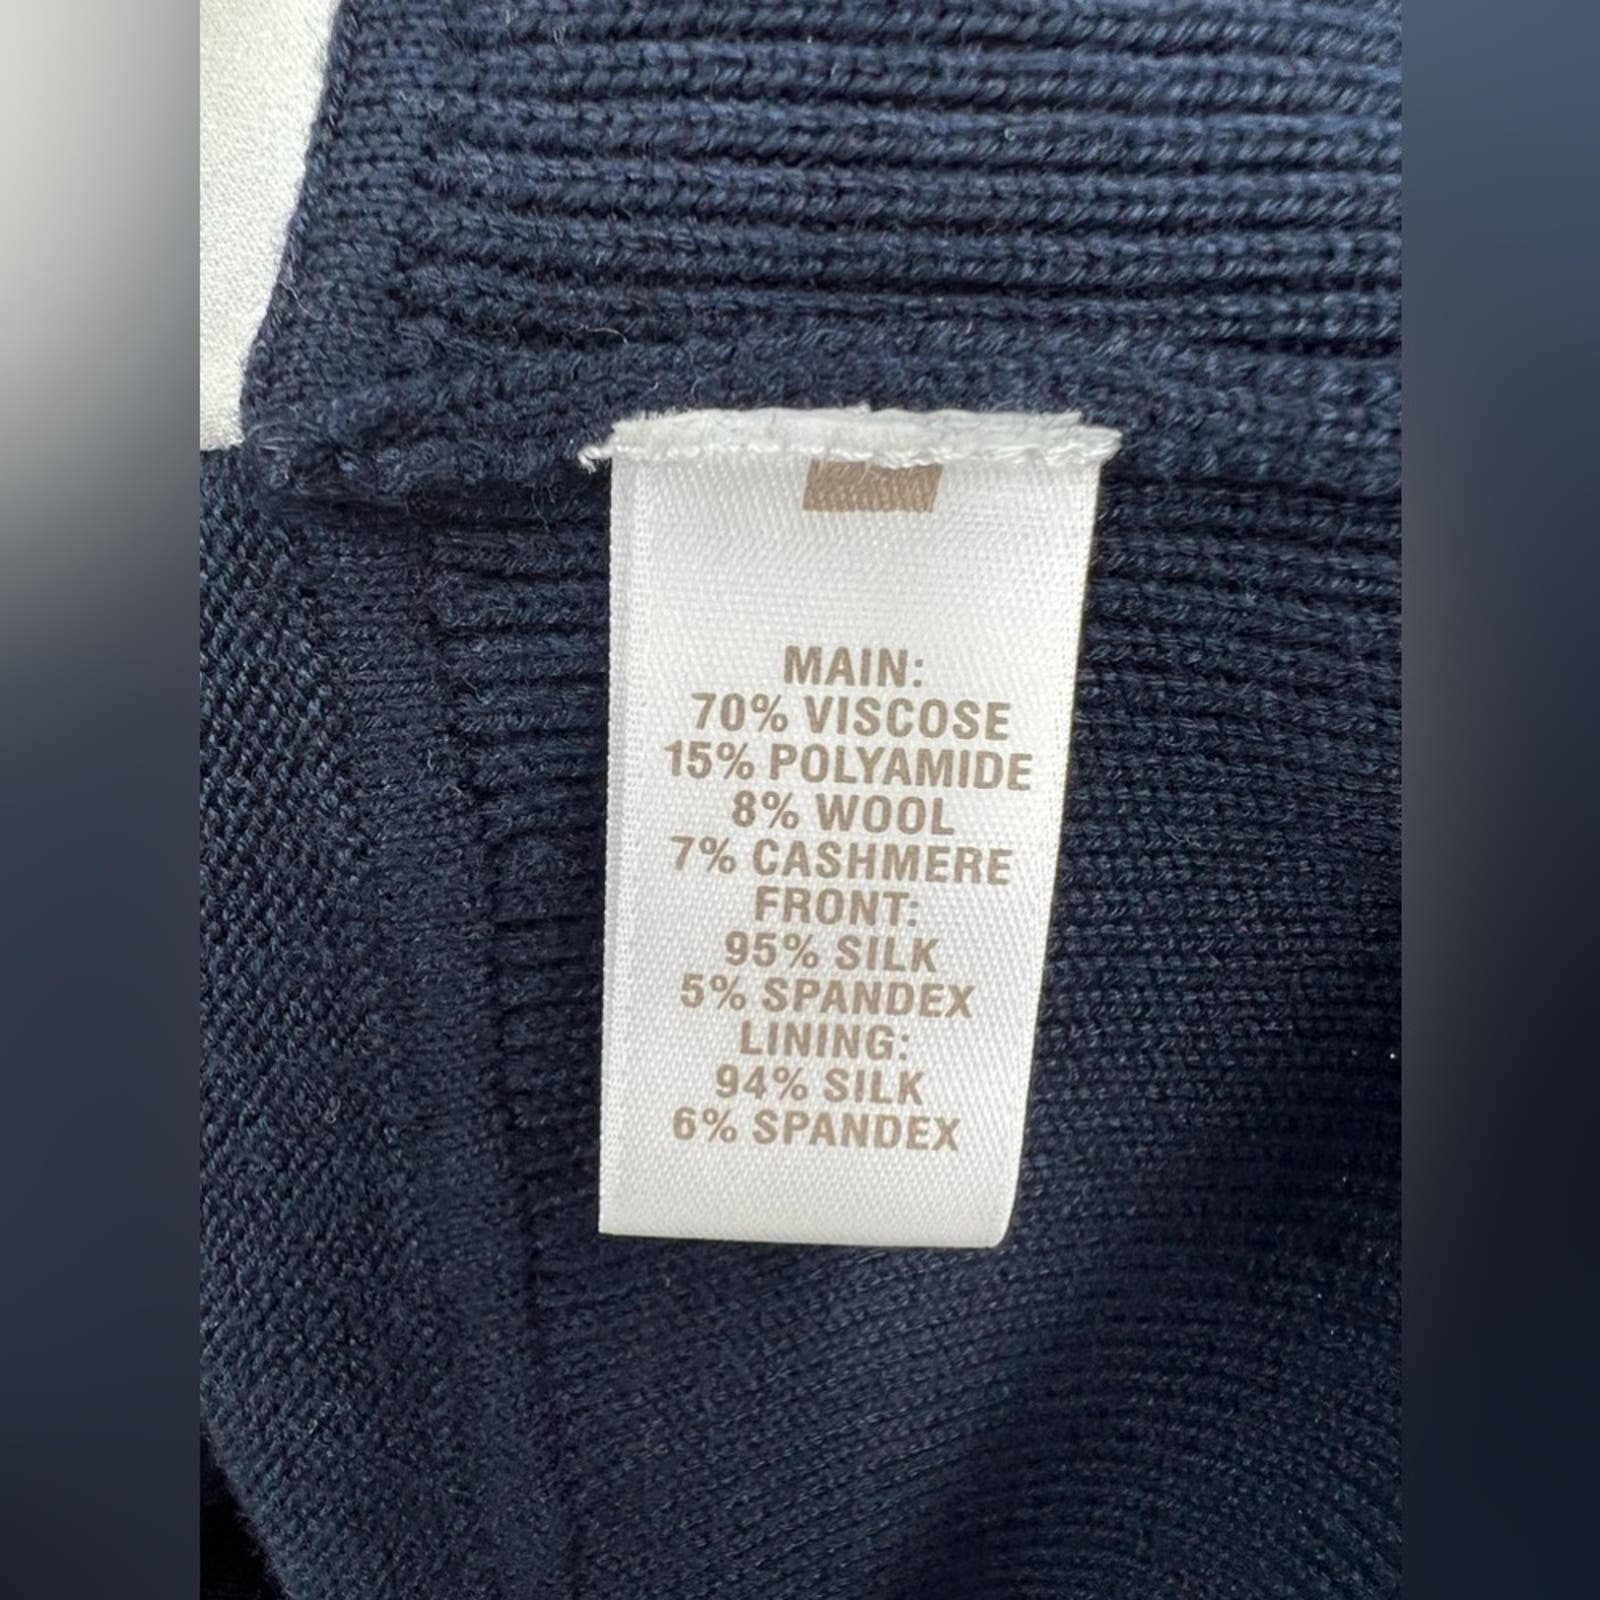 MAIN:
70% VISCOSE
15% POLYAMIDE
8% WOOL
7% CASHMERE
FRONT:
95% SILK
5% SPANDEX
LINING:
94% SILK
6% SPANDEX